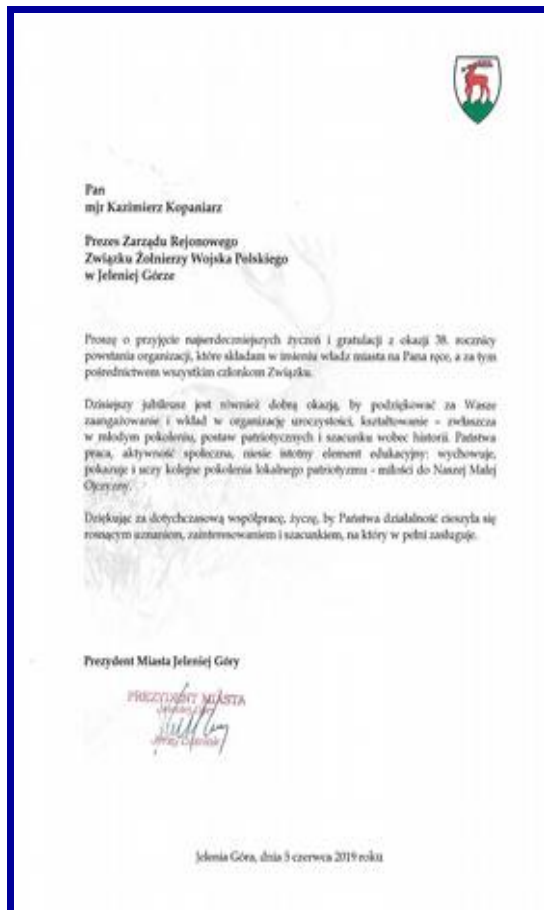 Pan
mjr Kazimierz Kopaniarz
Prezes Zarządu Rejonowego
Związku Żołnierzy Wojska Polskiego
w Jeleniej Górze
Proszę o przyjęcie najserdeczniejszych życzeń i gratulacji z okazji 38. rocznicy
powstania organizacji, które składam w imieniu władz miasta na Pana ręce, a za tym
pośrednictwem wszystkim członkom Związku.
Dzisiejszy jubileusz jest również dobrą okazją, by podziękować za Wasze
zaangażowanie i wkład w organizację uroczystości, kształtowanie – zwłaszcza
w młodym pokoleniu, postaw patriotycznych i szacunku wobec historii. Państwa
praca, aktywność społeczna, niesie istotny element edukacyjny: wychowuje,
pokazuje i uczy kolejne pokolenia lokalnego patriotyzmu - miłości do Naszej Małej
Ojczyzny.
Dziękując za dotychczasową współpracę, życzę, by Państwa działalność cieszyła się
rosnącym uznaniem, zainteresowaniem i szacunkiem, na który w pełni zasługuje.
Prezydent Miasta Jeleniej Góry
PREZYDENT MIASTA
Jelenia Góra, dnia 5 czerwca 2019 roku